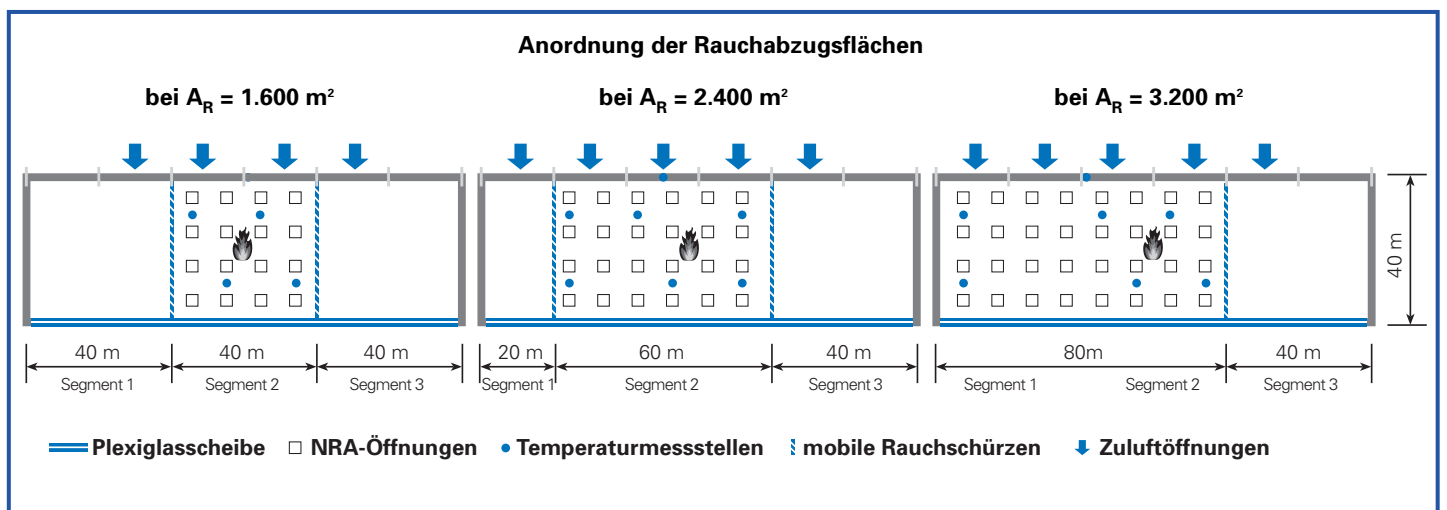 Anordnung der Rauchabzugsflächen
bei A_R = 1.600 m² bei A_R = 2.400 m² bei A_R = 3.200 m²
40 m
40 m 40 m 40 m 20 m 60 m 40 m 80m 40 m
Segment 1 Segment 2 Segment 3 Segment 1 Segment 2 Segment 3 Segment 1 Segment 2 Segment 3
Plexiglasscheibe NRA-Öffnungen Temperaturmessstellen mobile Rauchschürzen Zuluftöffnungen